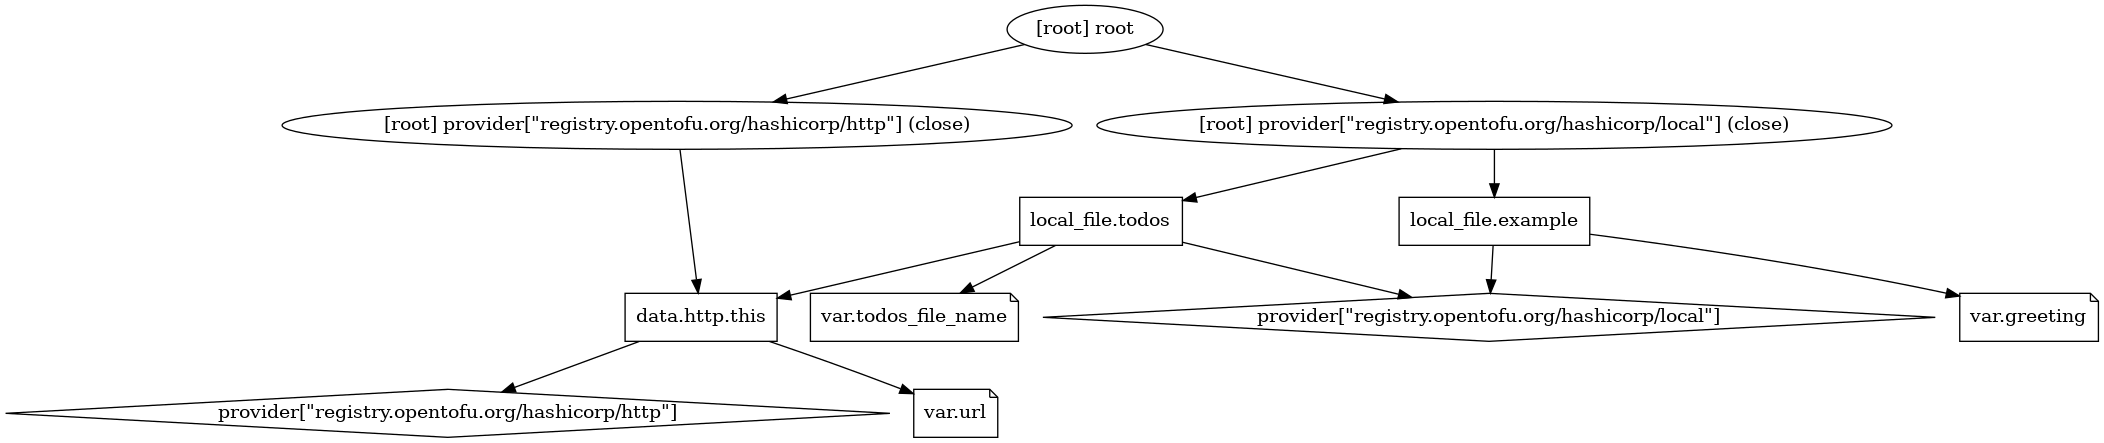 [root] root
[root] provider[\"registry.opentofu.org/hashicorp/http\"] (close)
[root] provider[\"registry.opentofu.org/hashicorp/local\"] (close)
local_file.todos
local_file.example
data.http.this
var.todos_file_name
provider[\"registry.opentofu.org/hashicorp/local\"]
var.greeting
provider[\"registry.opentofu.org/hashicorp/http\"]
var.url